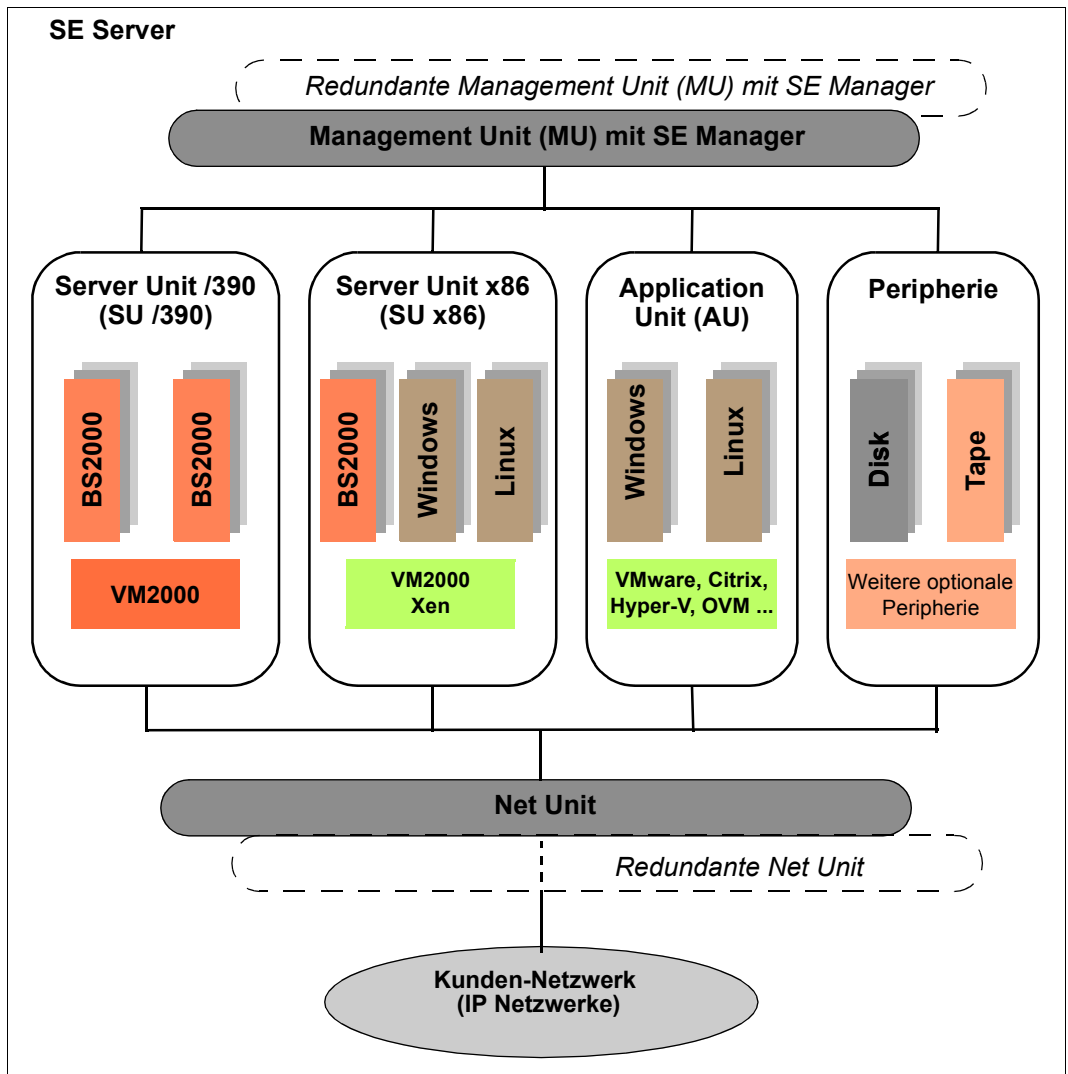 SE Server
Redundante Management Unit (MU) mit SE Manager
Management Unit (MU) mit SE Manager
Server Unit /390
(SU /390)
BS2000
BS2000
VM2000
Server Unit x86
(SU x86)
BS2000
Windows
Linux
VM2000
Xen
Application
Unit (AU)
Windows
Linux
VMware, Citrix,
Hyper-V, OVM ...
Peripherie
Disk
Tape
Weitere optionale
Peripherie
Net Unit
Redundante Net Unit
Kunden-Netzwerk
(IP Netzwerke)